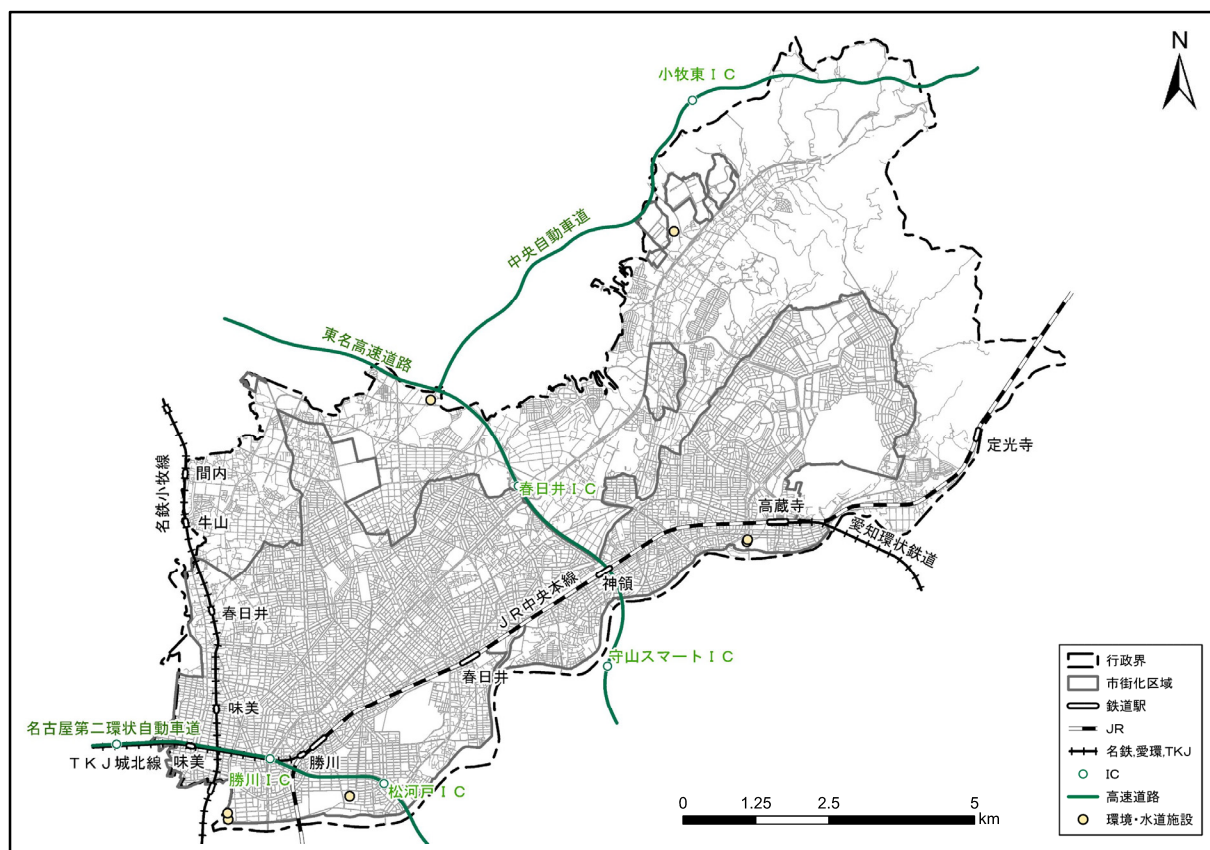 N
小牧東ＩＣ
中央自動車道
東名高速道路
名鉄小牧線
間内
牛山
春日井ＩＣ
定光寺
高蔵寺
愛知環状鉄道
神領
ＪＲ中央本線
春日井
守山スマートＩＣ
春日井
味美
名古屋第二環状自動車道
ＴＫＪ城北線
味美
勝川
勝川ＩＣ
松河戸ＩＣ
0 1.25 2.5 5
km
行政界
市街化区域
鉄道駅
JR
名鉄,愛環,TKJ
IC
高速道路
環境・水道施設